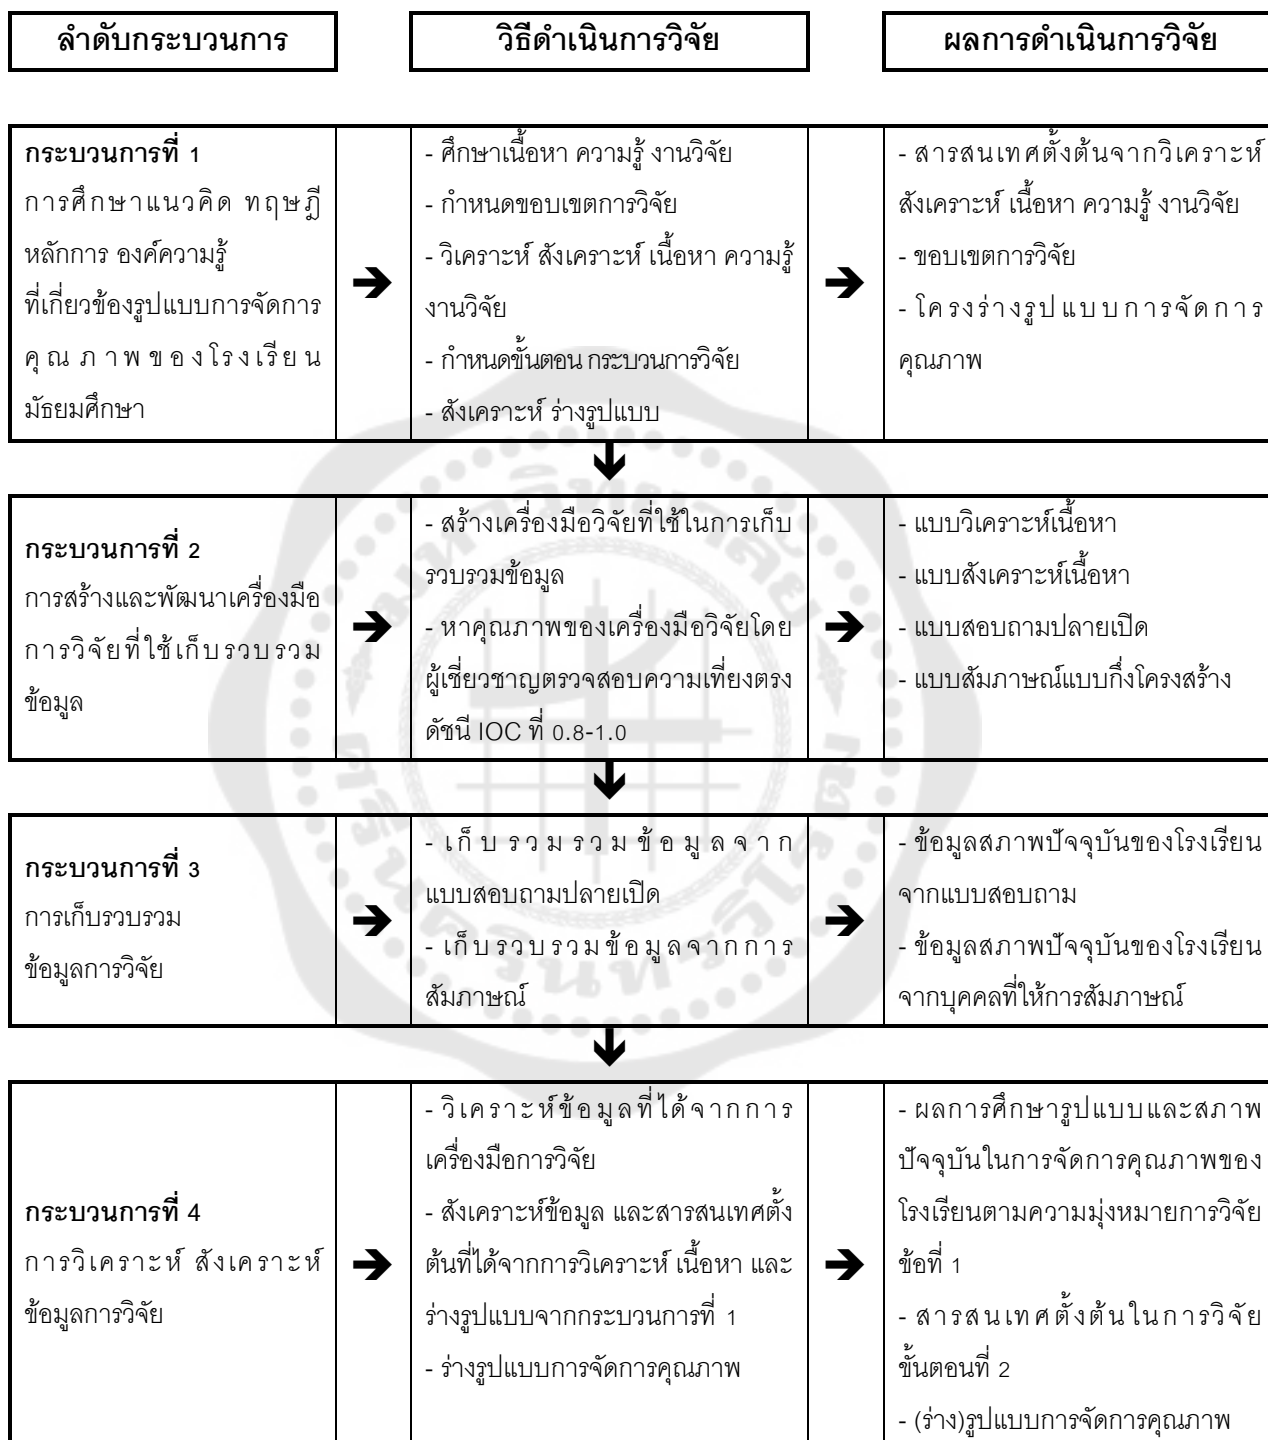 ลำดับกระบวนการ
วิธีดำเนินการวิจัย
ผลการดำเนินการวิจัย
กระบวนการที่ 1
การศึกษาแนวคิด ทฤษฎี
หลักการ องค์ความรู้
ที่เกี่ยวข้องรูปแบบการจัดการ
คุณภาพของโรงเรียน
มัธยมศึกษา
- ศึกษาเนื้อหา ความรู้ งานวิจัย
- กำหนดขอบเขตการวิจัย
- วิเคราะห์ สังเคราะห์ เนื้อหา ความรู้
งานวิจัย
- กำหนดขั้นตอน กระบวนการวิจัย
- สังเคราะห์ ร่างรูปแบบ
- สารสนเทศตั้งต้นจากวิเคราะห์
สังเคราะห์ เนื้อหา ความรู้ งานวิจัย
- ขอบเขตการวิจัย
- โครงร่างรูปแบบการจัดการ
คุณภาพ
กระบวนการที่ 2
การสร้างและพัฒนาเครื่องมือ
การวิจัยที่ใช้เก็บรวบรวม
ข้อมูล
- สร้างเครื่องมือวิจัยที่ใช้ในการเก็บ
รวบรวมข้อมูล
- หาคุณภาพของเครื่องมือวิจัยโดย
ผู้เชี่ยวชาญตรวจสอบความเที่ยงตรง
ดัชนี IOC ที่ 0.8-1.0
- แบบวิเคราะห์เนื้อหา
- แบบสังเคราะห์เนื้อหา
- แบบสอบถามปลายเปิด
- แบบสัมภาษณ์แบบกึ่งโครงสร้าง
กระบวนการที่ 3
การเก็บรวบรวม
ข้อมูลการวิจัย
- เก็บรวมรวมข้อมูลจาก
แบบสอบถามปลายเปิด
- เก็บรวบรวมข้อมูลจากการ
สัมภาษณ์
- ข้อมูลสภาพปัจจุบันของโรงเรียน
จากแบบสอบถาม
- ข้อมูลสภาพปัจจุบันของโรงเรียน
จากบุคคลที่ให้การสัมภาษณ์
กระบวนการที่ 4
การวิเคราะห์ สังเคราะห์
ข้อมูลการวิจัย
- วิเคราะห์ข้อมูลที่ได้จากการ
เครื่องมือการวิจัย
- สังเคราะห์ข้อมูล และสารสนเทศตั้ง
ต้นที่ได้จากการวิเคราะห์ เนื้อหา และ
ร่างรูปแบบจากกระบวนการที่ 1
- ร่างรูปแบบการจัดการคุณภาพ
- ผลการศึกษารูปแบบและสภาพ
ปัจจุบันในการจัดการคุณภาพของ
โรงเรียนตามความมุ่งหมายการวิจัย
ข้อที่ 1
- สารสนเทศตั้งต้นในการวิจัย
ขั้นตอนที่ 2
- (ร่าง)รูปแบบการจัดการคุณภาพ
มหาวิทยาลัย
ศรีนครินทรวิโรฒ